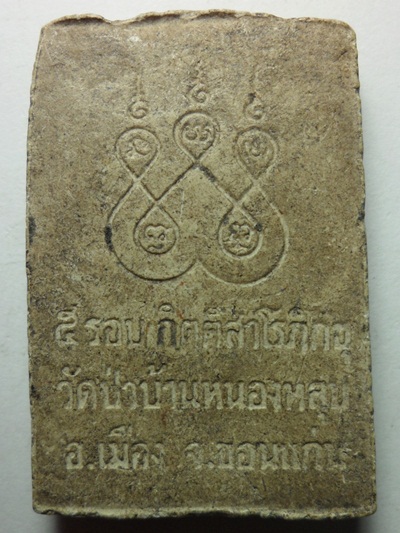 ๕ รอบ กิตติสาโรภิกขุ
วัดป่าบ้านหนองหลุบ
อ.เมือง จ.ขอนแก่น